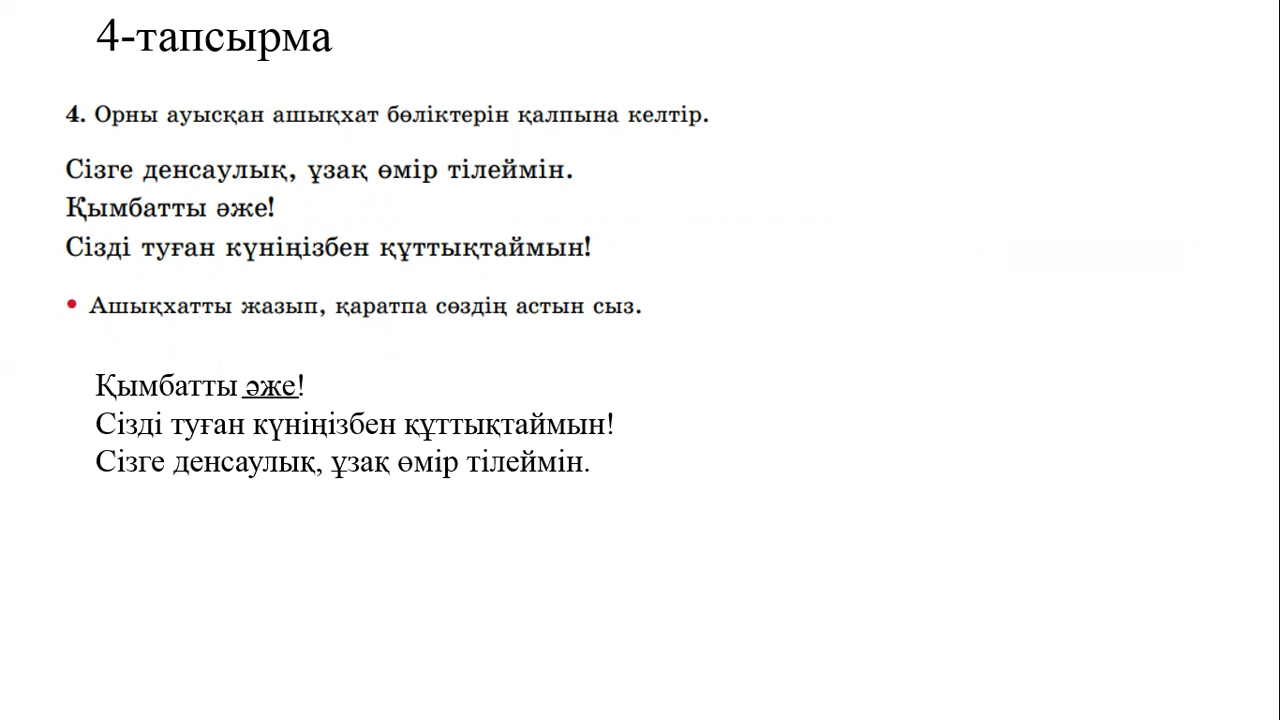 4-тапсырма
4. Орны ауысқан ашықхат бөліктерін қалпына келтір.
Сізге денсаулық, ұзақ өмір тілеймін.
Қымбатты әже!
Сізді туған күніңізбен құттықтаймын!
• Ашықхатты жазып, қаратпа сөздің астын сыз.
Қымбатты әже!
Сізді туған күніңізбен құттықтаймын!
Сізге денсаулық, ұзақ өмір тілеймін.